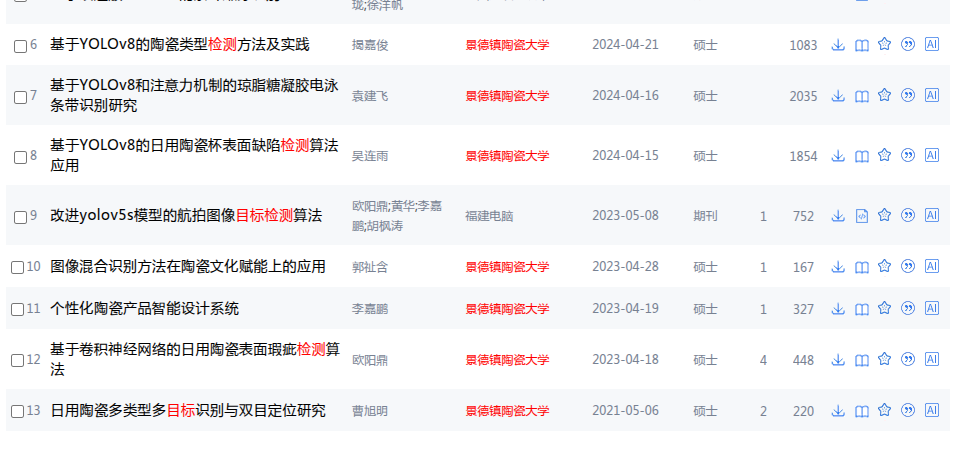 珑;徐洋帆
6 基于YOLOv8的陶瓷类型检测方法及实践 揭嘉俊 景德镇陶瓷大学 2024-04-21 硕士 1083 AI
基于YOLOv8和注意力机制的琼脂糖凝胶电泳
7 袁建飞 景德镇陶瓷大学 2024-04-16 硕士 2035 AI
条带识别研究
基于YOLOv8的日用陶瓷杯表面缺陷检测算法
8 吴连雨 景德镇陶瓷大学 2024-04-15 硕士 1854 AI
应用
欧阳鼎;黄华;李嘉
9 改进yolov5s模型的航拍图像目标检测算法 福建电脑 2023-05-08 期刊 1 752 AI
鹏;胡枫涛
10 图像混合识别方法在陶瓷文化赋能上的应用 郭祉含 景德镇陶瓷大学 2023-04-28 硕士 1 167 AI
11 个性化陶瓷产品智能设计系统 李嘉鹏 景德镇陶瓷大学 2023-04-19 硕士 1 327 AI
基于卷积神经网络的日用陶瓷表面瑕疵检测算
12 欧阳鼎 景德镇陶瓷大学 2023-04-18 硕士 4 448 AI
法
13 日用陶瓷多类型多目标识别与双目定位研究 曹旭明 景德镇陶瓷大学 2021-05-06 硕士 2 220 AI